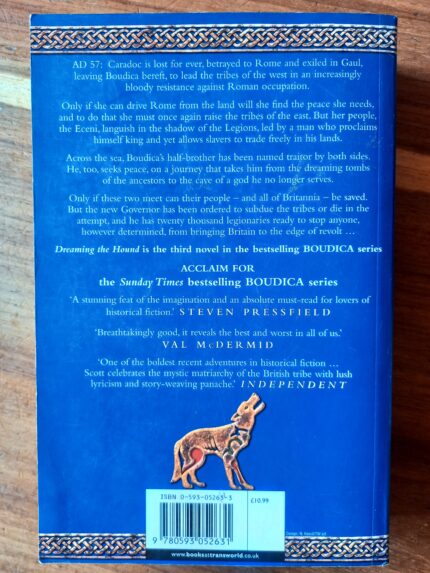 AD 57: Caradoc is lost for ever, betrayed to Rome and exiled in Gaul,
leaving Boudica bereft, to lead the tribes of the west in an increasingly
bloody resistance against Roman occupation.
Only if she can drive Rome from the land will she find the peace she needs,
and to do that she must once again raise the tribes of the east. But her people,
the Eceni, languish in the shadow of the Legions, led by a man who proclaims
himself king and yet allows slavers to trade freely in his lands.
Across the sea, Boudica's half-brother has been named traitor by both sides.
He, too, seeks peace, on a journey that takes him from the dreaming tombs
of the ancestors to the cave of a god he no longer serves.
Only if these two meet can their people – and all of Britannia – be saved.
But the new Governor has been ordered to subdue the tribes or die in the
attempt, and he has twenty thousand legionaries ready to stop anyone,
however determined, from bringing Britain to the edge of revolt …
Dreaming the Hound is the third novel in the bestselling BOUDICA series
ACCLAIM FOR
the Sunday Times bestselling BOUDICA series
'A stunning feat of the imagination and an absolute must-read for lovers of
historical fiction.' STEVEN PRESSFIELD
'Breathtakingly good, it reveals the best and worst in all of us.'
VAL McDERMID
'One of the boldest recent adventures in historical fiction …
Scott celebrates the mystic matriarchy of the British tribe with lush
lyricism and story-weaving panache.' INDEPENDENT
ISBN 0-593-05263-3
£10.99
9 780593 052631
www.booksattransworld.co.uk